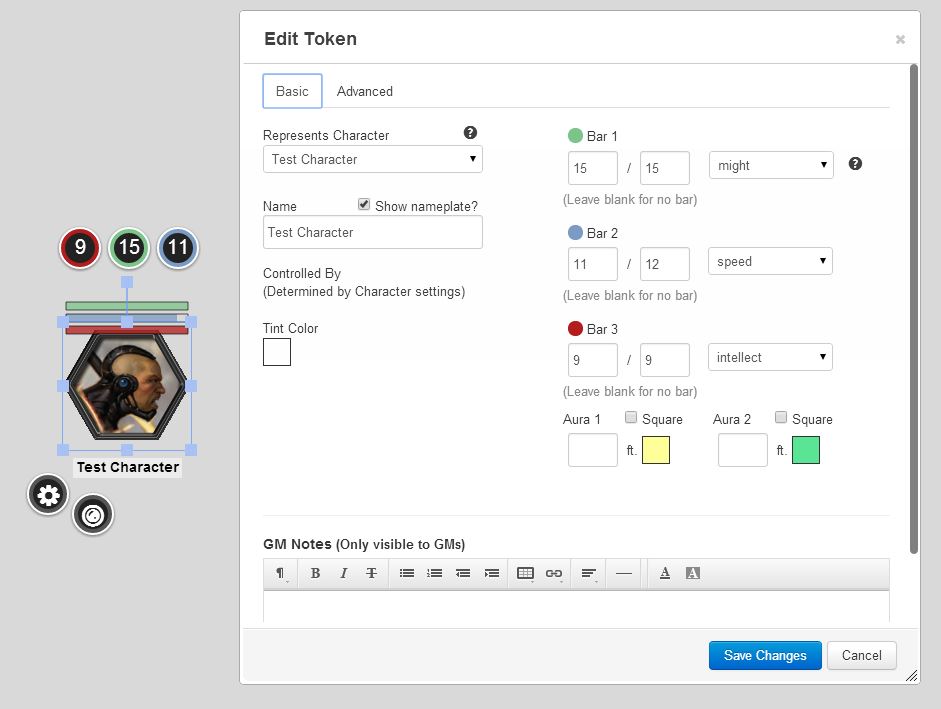 Edit Token
×
Basic Advanced
Represents Character ?
Test Character
Name Show nameplate?
Test Character
Controlled By
(Determined by Character settings)
Tint Color
Bar 1
15 / 15 might ?
(Leave blank for no bar)
Bar 2
11 / 12 speed
(Leave blank for no bar)
Bar 3
9 / 9 intellect
(Leave blank for no bar)
Aura 1 Square Aura 2 Square
ft. ft.
9 15 11
Test Character
GM Notes (Only visible to GMs)
¶ B I T A A
Save Changes Cancel